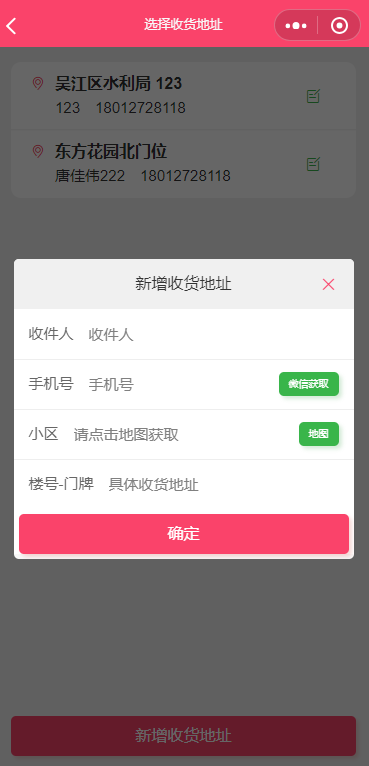 选择收货地址
吴江区水利局 123
123 18012728118
东方花园北门位
唐佳伟222 18012728118
新增收货地址
收件人 收件人
手机号 手机号 微信获取
小区 请点击地图获取 地图
楼号-门牌 具体收货地址
确定
新增收货地址